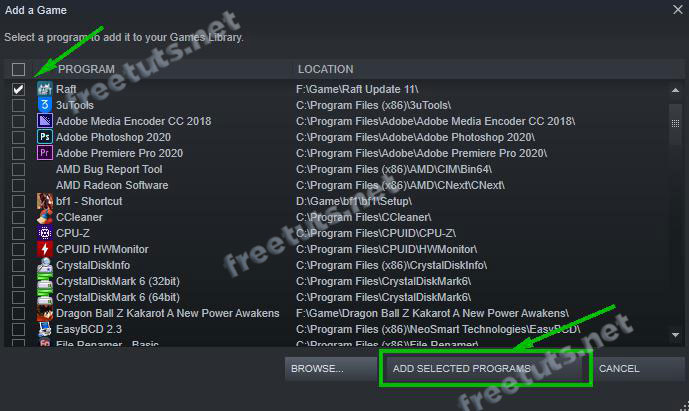 Add a Game
Select a program to add it to your Games Library.
PROGRAM LOCATION
Raft F:\Game\Raft Update 11\
3uTools C:\Program Files (x86)\3uTools\
Adobe Media Encoder CC 2018 C:\Program Files\Adobe\Adobe Media Encoder CC 2018\
Ps Adobe Photoshop 2020 C:\Program Files\Adobe\Adobe Photoshop 2020\
Pr Adobe Premiere Pro 2020 C:\Program Files\Adobe\Adobe Premiere Pro 2020\
AMD Bug Report Tool C:\Program Files (x86)\AMD\CIM\Bin64\
AMD Radeon Software C:\Program Files\AMD\CNext\CNext\
bf1 - Shortcut D:\Game\bf1\bf1\Setup\
CCleaner C:\Program Files\CCleaner\
CPU-Z C:\Program Files\CPUID\CPU-Z\
CPUID HWMonitor C:\Program Files\CPUID\HWMonitor\
CrystalDiskInfo C:\Program Files (x86)\CrystalDiskInfo\
CrystalDiskMark 6 (32bit) C:\Program Files\CrystalDiskMark6\
CrystalDiskMark 6 (64bit) C:\Program Files\CrystalDiskMark6\
Dragon Ball Z Kakarot A New Power Awakens F:\Game\Dragon Ball Z Kakarot A New Power Awakens\
EasyBCD 2.3 C:\Program Files (x86)\NeoSmart Technologies\EasyBCD\
File Renamer - Basic C:\Program Files (x86)\File Renamer\
BROWSE... ADD SELECTED PROGRAMS CANCEL
freetuts.net
freetuts.net
freetuts.net